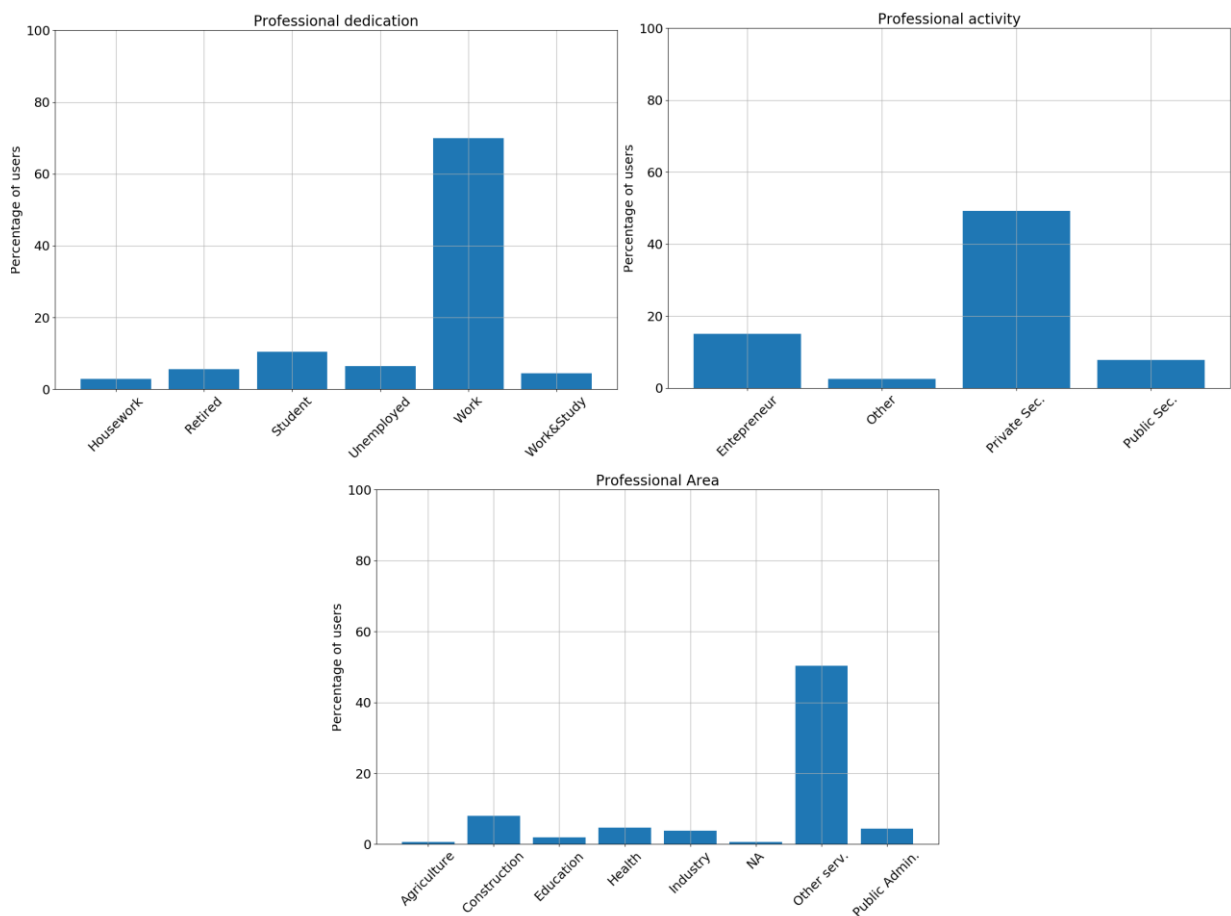 Professional dedication
Percentage of users
100
80
60
40
20
0
Housework
Retired
Student
Unemployed
Work
Work&Study
Professional activity
Percentage of users
100
80
60
40
20
0
Entepreneur
Other
Private Sec.
Public Sec.
Professional Area
Percentage of users
100
80
60
40
20
0
Agriculture
Construction
Education
Health
Industry
NA
Other serv.
Public Admin.